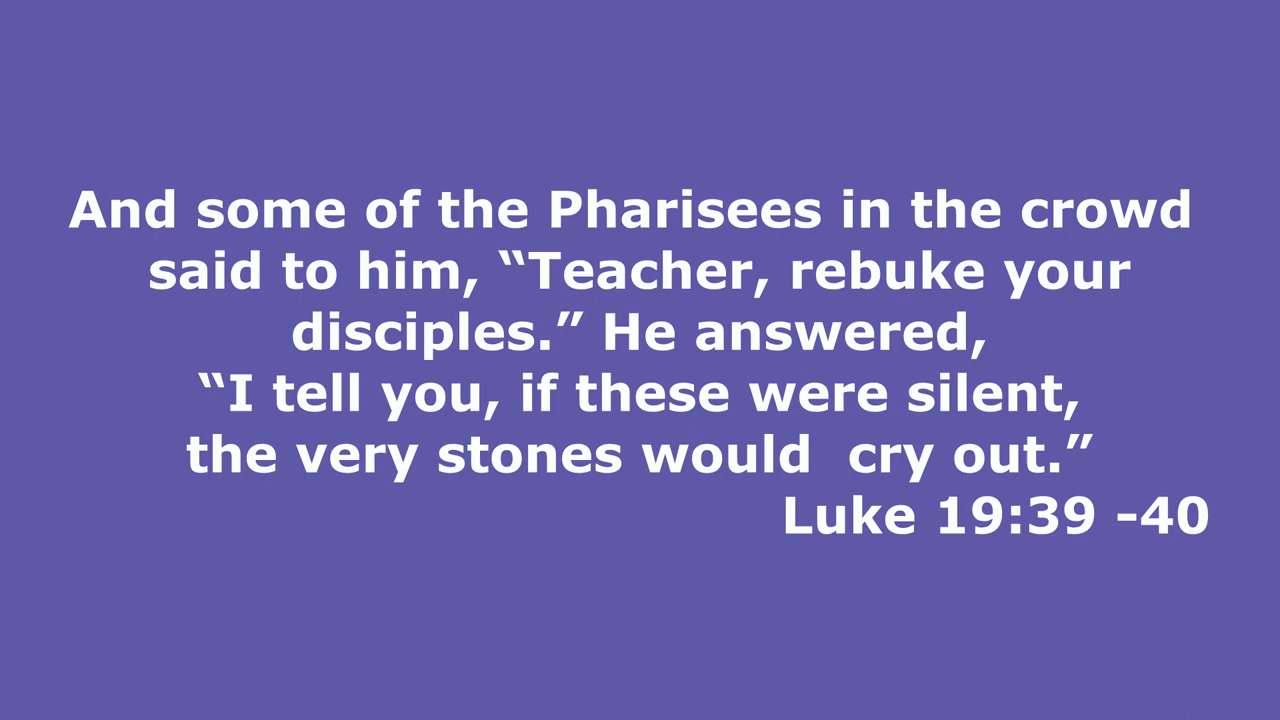 And some of the Pharisees in the crowd
said to him, “Teacher, rebuke your
disciples.” He answered,
“I tell you, if these were silent,
the very stones would  cry out.”
Luke 19:39 -40